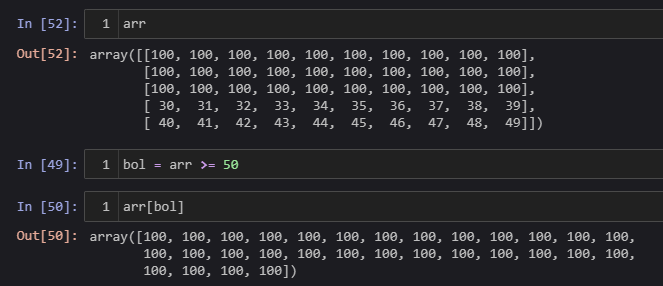 In [52]: 1 arr
Out[52]: array([[100, 100, 100, 100, 100, 100, 100, 100, 100, 100],
[100, 100, 100, 100, 100, 100, 100, 100, 100, 100],
[100, 100, 100, 100, 100, 100, 100, 100, 100, 100],
[ 30,  31,  32,  33,  34,  35,  36,  37,  38,  39],
[ 40,  41,  42,  43,  44,  45,  46,  47,  48,  49]])
In [49]: 1 bol = arr >= 50
In [50]: 1 arr[bol]
Out[50]: array([100, 100, 100, 100, 100, 100, 100, 100, 100, 100, 100, 100, 100,
100, 100, 100, 100, 100, 100, 100, 100, 100, 100, 100, 100, 100,
100, 100, 100, 100])